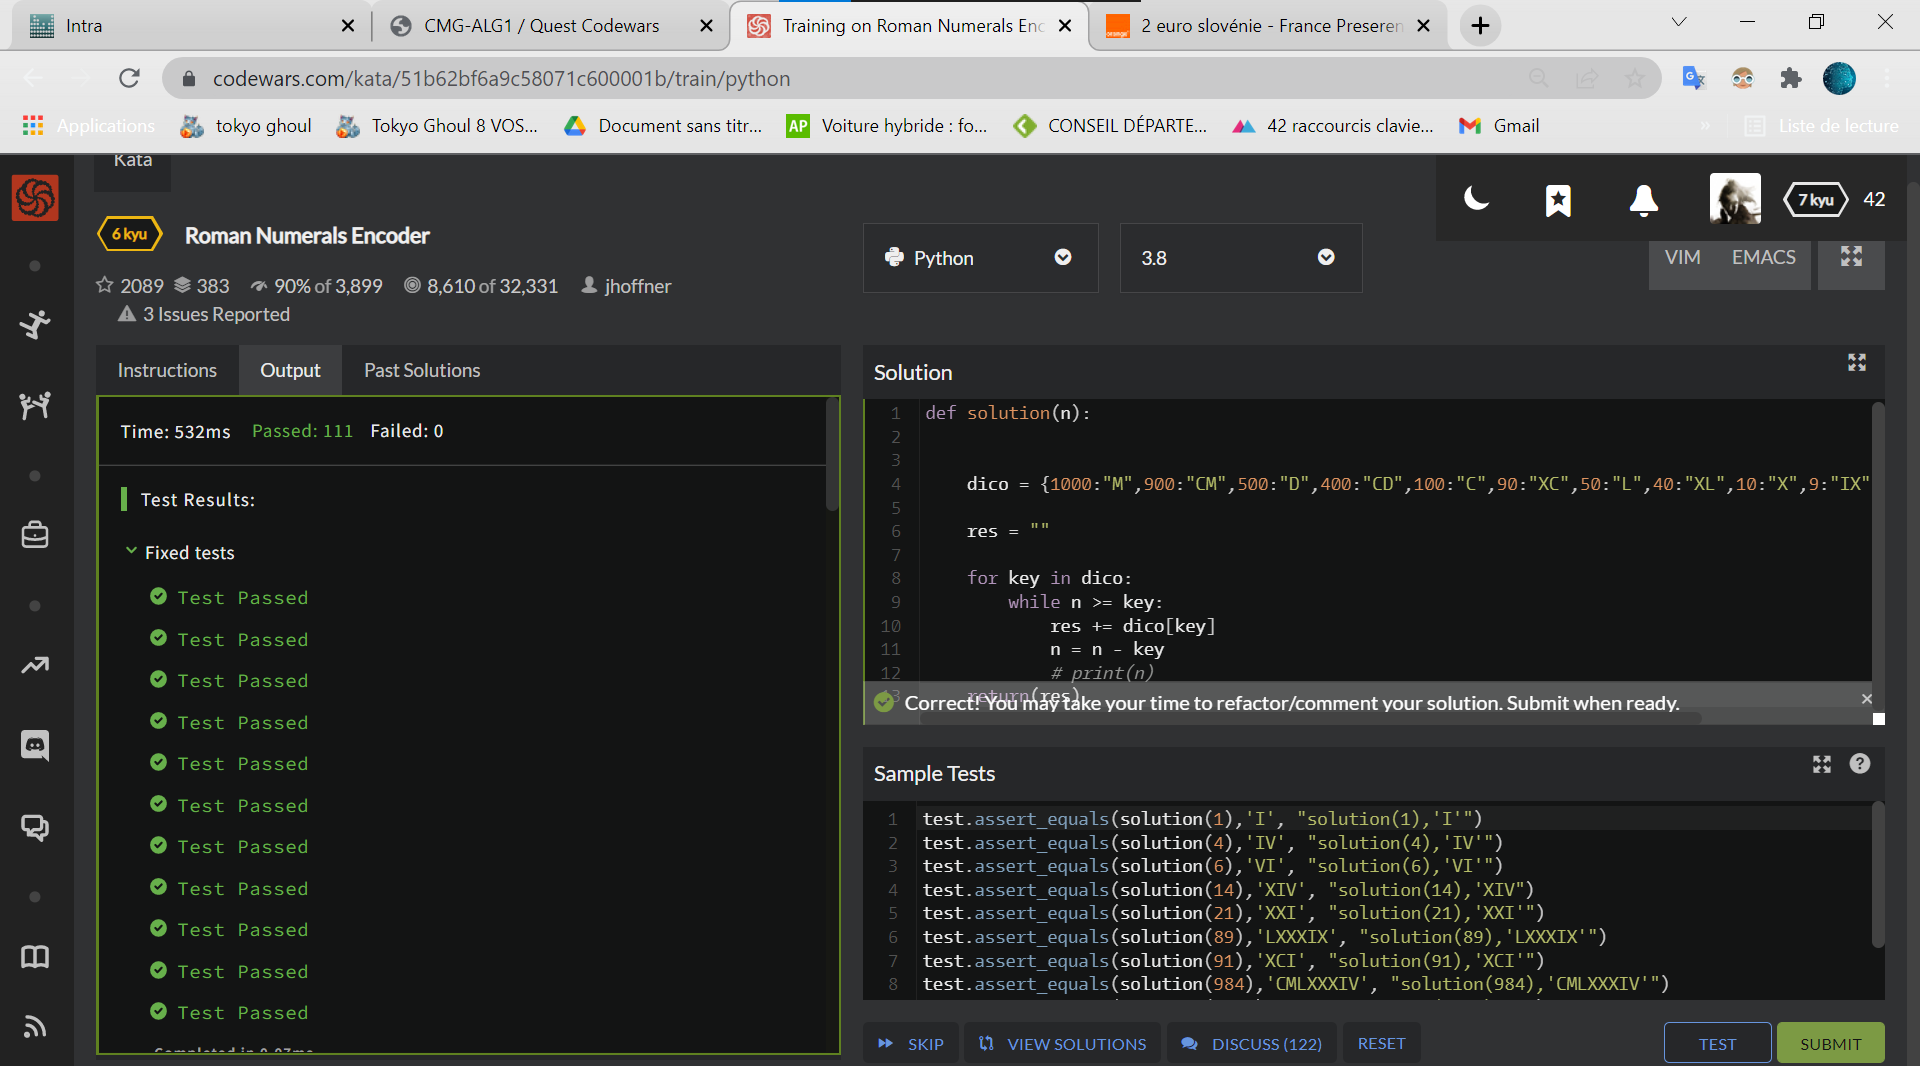 Intra
CMG-ALG1 / Quest Codewars
Training on Roman Numerals Enc
2 euro slovénie - France Preseren
codewars.com/kata/51b62bf6a9c58071c600001b/train/python
Applications
tokyo ghoul
Tokyo Ghoul 8 VOS...
Document sans titr...
AP Voiture hybride : fo...
CONSEIL DÉPARTE...
42 raccourcis clavie...
Gmail
»
Liste de lecture
Kata
7 kyu 42
6 kyu Roman Numerals Encoder
2089 383 90% of 3,899 8,610 of 32,331 jhoffner
3 Issues Reported
Python
3.8
VIM EMACS
Instructions Output Past Solutions
Time: 532ms Passed: 111 Failed: 0
Test Results:
Fixed tests
Test Passed
Test Passed
Test Passed
Test Passed
Test Passed
Test Passed
Test Passed
Test Passed
Test Passed
Test Passed
Test Passed
Solution
1 def solution(n):
2
3
4 dico = {1000:"M",900:"CM",500:"D",400:"CD",100:"C",90:"XC",50:"L",40:"XL",10:"X",9:"IX"
5
6 res = ""
7
8 for key in dico:
9 while n >= key:
10 res += dico[key]
11 n = n - key
12 # print(n)
13 return(res)
Correct! You may take your time to refactor/comment your solution. Submit when ready.
Sample Tests
1 test.assert_equals(solution(1),'I', "solution(1),'I'")
2 test.assert_equals(solution(4),'IV', "solution(4),'IV'")
3 test.assert_equals(solution(6),'VI', "solution(6),'VI'")
4 test.assert_equals(solution(14),'XIV', "solution(14),'XIV")
5 test.assert_equals(solution(21),'XXI', "solution(21),'XXI'")
6 test.assert_equals(solution(89),'LXXXIX', "solution(89),'LXXXIX'")
7 test.assert_equals(solution(91),'XCI', "solution(91),'XCI'")
8 test.assert_equals(solution(984),'CMLXXXIV', "solution(984),'CMLXXXIV'")
SKIP
VIEW SOLUTIONS
DISCUSS (122)
RESET
TEST
SUBMIT